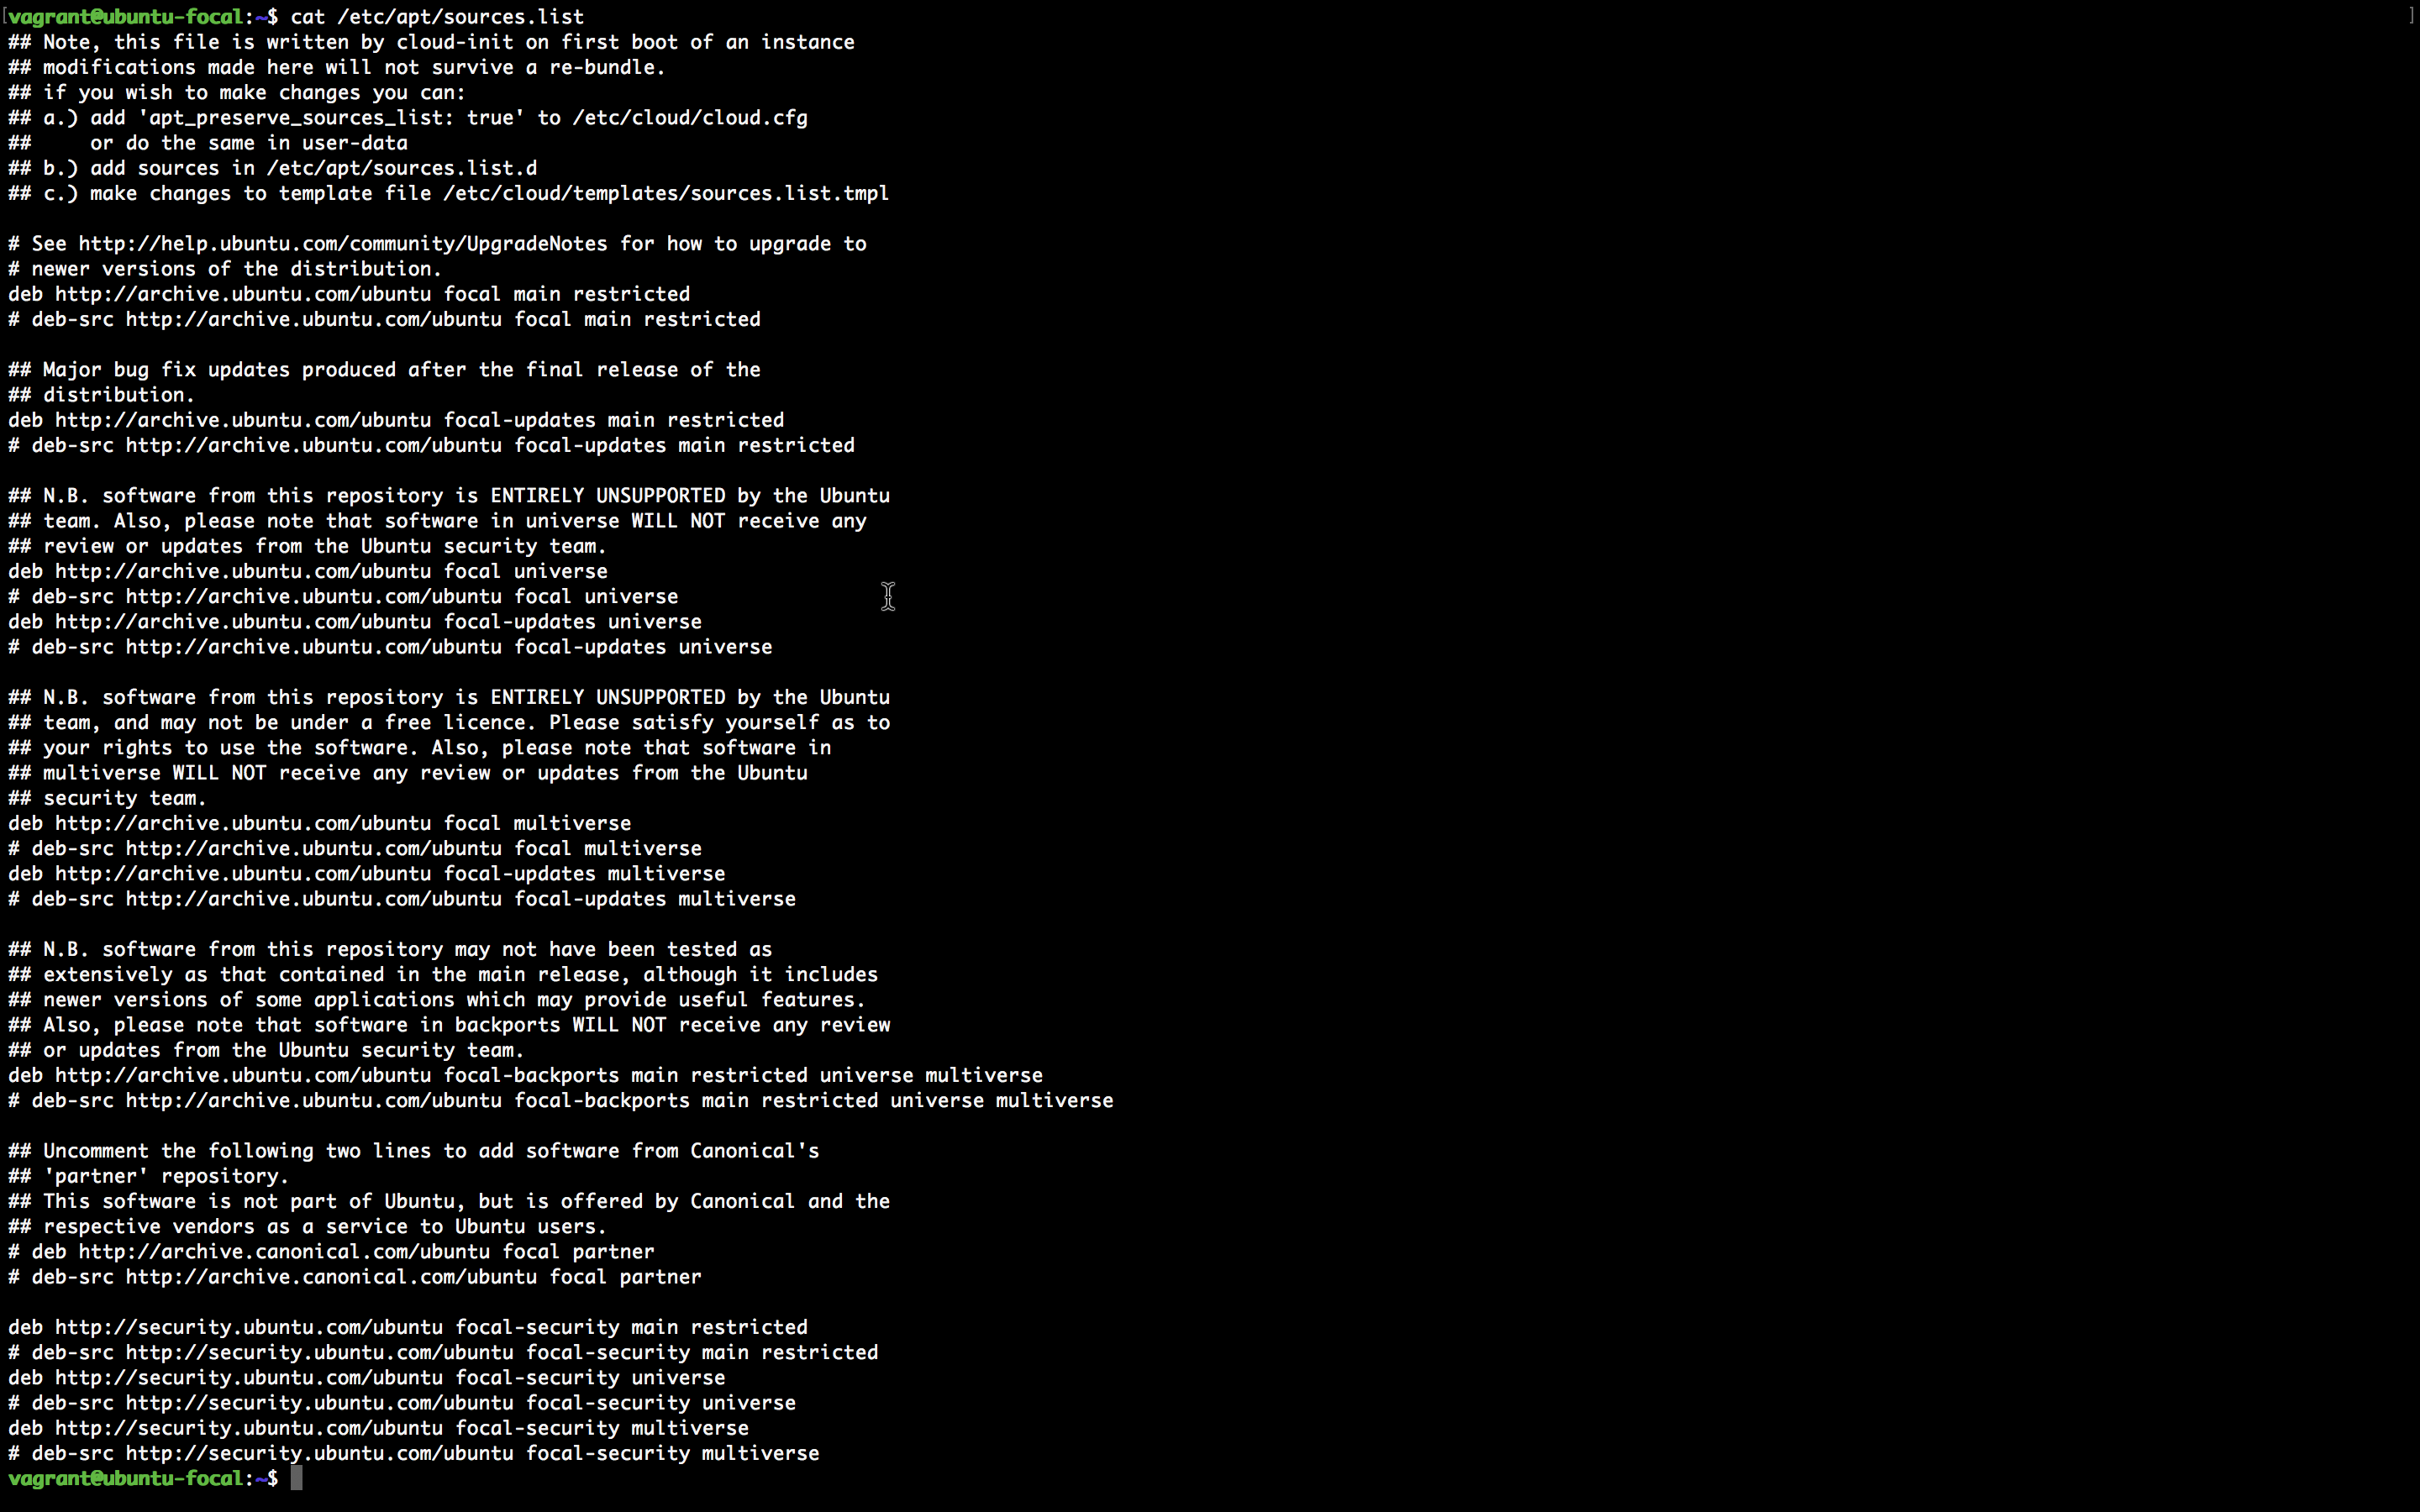 vagrant@ubuntu-focal:~$ cat /etc/apt/sources.list
## Note, this file is written by cloud-init on first boot of an instance
## modifications made here will not survive a re-bundle.
## if you wish to make changes you can:
## a.) add 'apt_preserve_sources_list: true' to /etc/cloud/cloud.cfg
##     or do the same in user-data
## b.) add sources in /etc/apt/sources.list.d
## c.) make changes to template file /etc/cloud/templates/sources.list.tmpl

# See http://help.ubuntu.com/community/UpgradeNotes for how to upgrade to
# newer versions of the distribution.
deb http://archive.ubuntu.com/ubuntu focal main restricted
# deb-src http://archive.ubuntu.com/ubuntu focal main restricted

## Major bug fix updates produced after the final release of the
## distribution.
deb http://archive.ubuntu.com/ubuntu focal-updates main restricted
# deb-src http://archive.ubuntu.com/ubuntu focal-updates main restricted

## N.B. software from this repository is ENTIRELY UNSUPPORTED by the Ubuntu
## team. Also, please note that software in universe WILL NOT receive any
## review or updates from the Ubuntu security team.
deb http://archive.ubuntu.com/ubuntu focal universe
# deb-src http://archive.ubuntu.com/ubuntu focal universe
deb http://archive.ubuntu.com/ubuntu focal-updates universe
# deb-src http://archive.ubuntu.com/ubuntu focal-updates universe

## N.B. software from this repository is ENTIRELY UNSUPPORTED by the Ubuntu
## team, and may not be under a free licence. Please satisfy yourself as to
## your rights to use the software. Also, please note that software in
## multiverse WILL NOT receive any review or updates from the Ubuntu
## security team.
deb http://archive.ubuntu.com/ubuntu focal multiverse
# deb-src http://archive.ubuntu.com/ubuntu focal multiverse
deb http://archive.ubuntu.com/ubuntu focal-updates multiverse
# deb-src http://archive.ubuntu.com/ubuntu focal-updates multiverse

## N.B. software from this repository may not have been tested as
## extensively as that contained in the main release, although it includes
## newer versions of some applications which may provide useful features.
## Also, please note that software in backports WILL NOT receive any review
## or updates from the Ubuntu security team.
deb http://archive.ubuntu.com/ubuntu focal-backports main restricted universe multiverse
# deb-src http://archive.ubuntu.com/ubuntu focal-backports main restricted universe multiverse

## Uncomment the following two lines to add software from Canonical's
## 'partner' repository.
## This software is not part of Ubuntu, but is offered by Canonical and the
## respective vendors as a service to Ubuntu users.
# deb http://archive.canonical.com/ubuntu focal partner
# deb-src http://archive.canonical.com/ubuntu focal partner

deb http://security.ubuntu.com/ubuntu focal-security main restricted
# deb-src http://security.ubuntu.com/ubuntu focal-security main restricted
deb http://security.ubuntu.com/ubuntu focal-security universe
# deb-src http://security.ubuntu.com/ubuntu focal-security universe
deb http://security.ubuntu.com/ubuntu focal-security multiverse
# deb-src http://security.ubuntu.com/ubuntu focal-security multiverse
vagrant@ubuntu-focal:~$